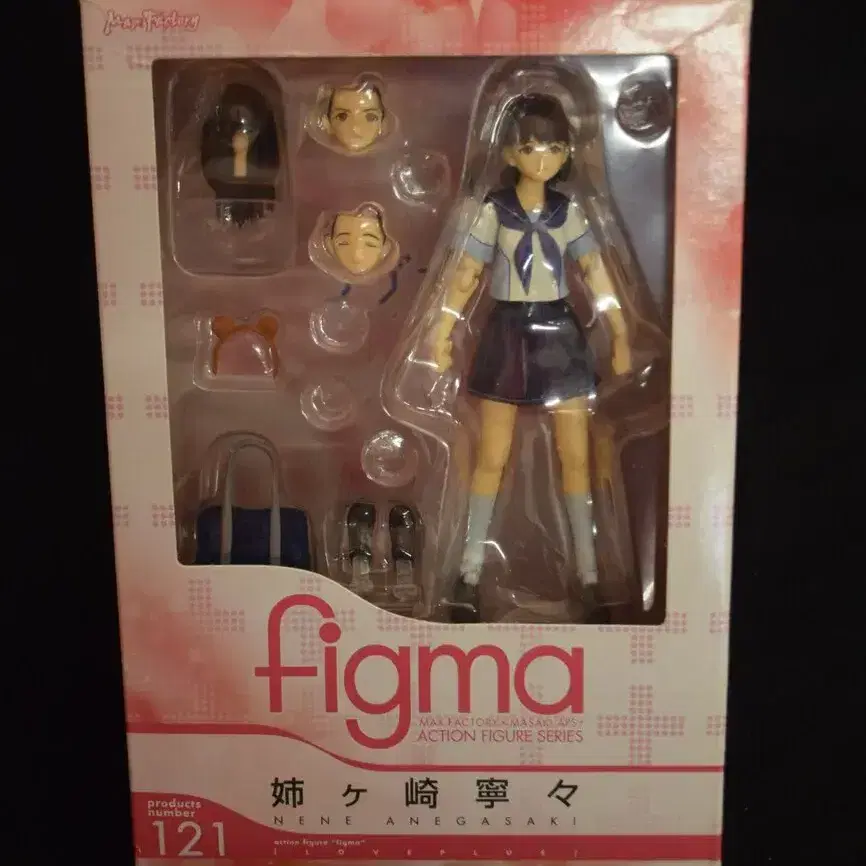 Max Factory
figma
MAX FACTORY × MASAKI APSY
ACTION FIGURE SERIES
姉ヶ崎寧々
NENE ANEGASAKI
products
number
121
action figure "figma"
[LOVEPLUS]